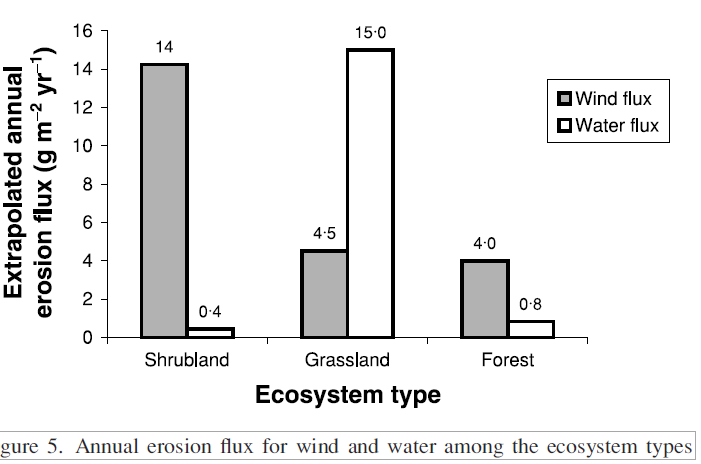 Extrapolated annual
erosion flux (g m⁻² yr⁻¹)
16
14
12
10
8
6
4
2
0
14
0·4
4·5
15·0
4·0
0·8
Wind flux
Water flux
Shrubland Grassland Forest
Ecosystem type
gure 5. Annual erosion flux for wind and water among the ecosystem types